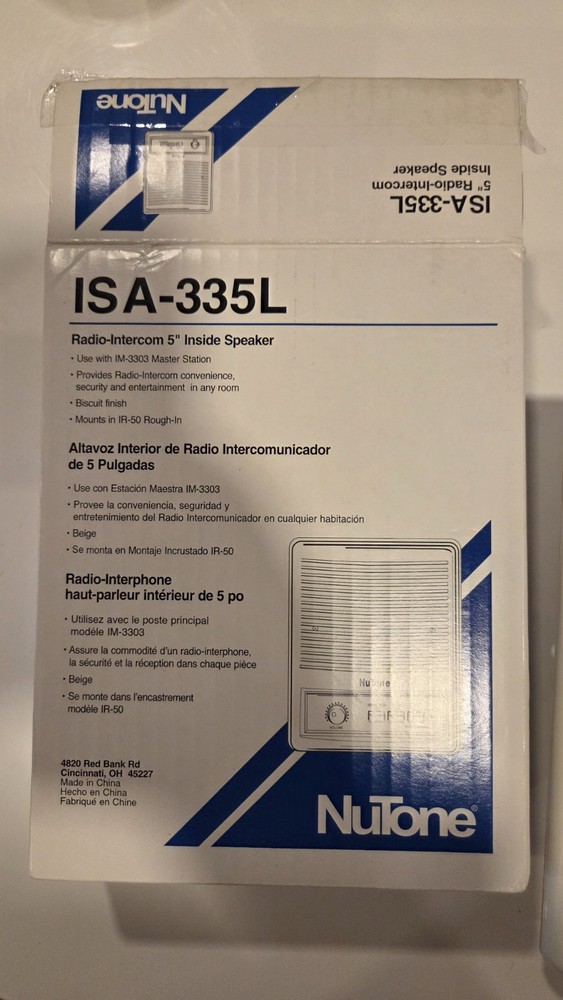 NuTone
ISA-335L
5" Radio-Intercom
Inside Speaker
ISA-335L
Radio-Intercom 5" Inside Speaker
• Use with IM-3303 Master Station
• Provides Radio-Intercom convenience,
security and entertainment in any room
• Biscuit finish
• Mounts in IR-50 Rough-In
Altavoz Interior de Radio Intercomunicador
de 5 Pulgadas
• Use con Estación Maestra IM-3303
• Provee la conveniencia, seguridad y
entretenimiento del Radio Intercomunicador en cualquier habitación
• Beige
• Se monta en Montaje Incrustado IR-50
Radio-Interphone
haut-parleur intérieur de 5 po
• Utilisez avec le poste principal
modéle IM-3303
• Assure la commodité d'un radio-interphone,
la sécurité et la réception dans chaque pièce
• Beige
• Se monte dans l'encastrement
modéle IR-50
NuTone
VOLUME
4820 Red Bank Rd
Cincinnati, OH 45227
Made in China
Hecho en China
Fabriqué en Chine
NuTone®